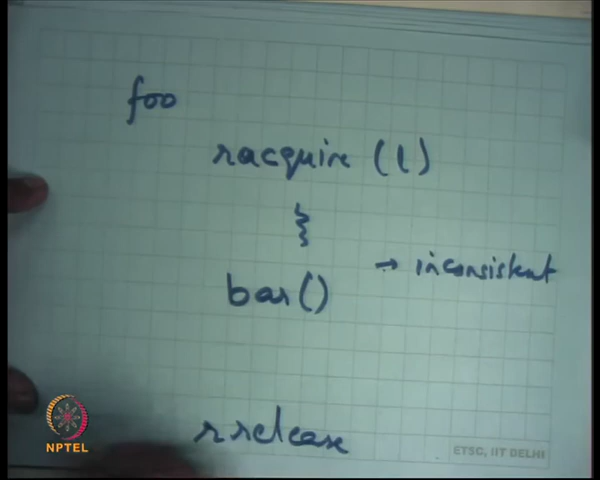 foo
racquire (l)
→ inconsistent
bar()
rrelease
NPTEL
ETSC, IIT DELHI